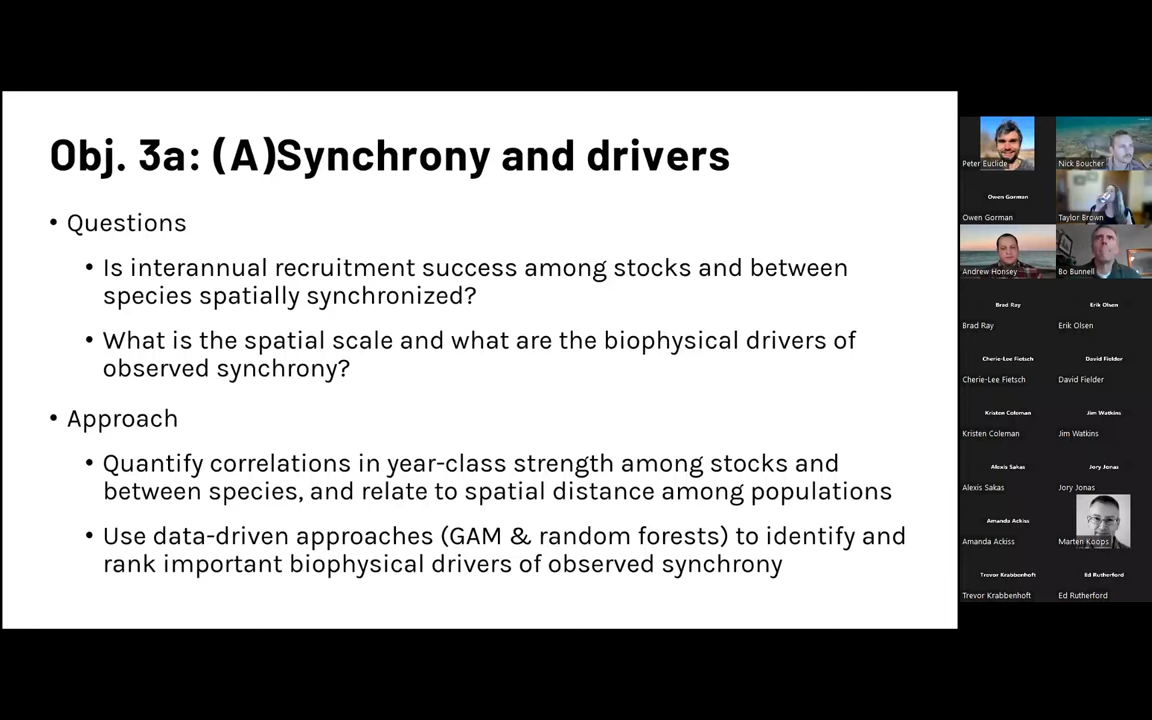 Obj. 3a: (A)Synchrony and drivers
• Questions
• Is interannual recruitment success among stocks and between
species spatially synchronized?
• What is the spatial scale and what are the biophysical drivers of
observed synchrony?
• Approach
• Quantify correlations in year-class strength among stocks and
between species, and relate to spatial distance among populations
• Use data-driven approaches (GAM & random forests) to identify and
rank important biophysical drivers of observed synchrony
Peter Euclide
Nick Boucher
Owen Gorman
Owen Gorman
Taylor Brown
Andrew Honsey
Bo Bunnell
Brad Ray
Erik Olsen
Brad Ray
Erik Olsen
Cherie-Lee Fietsch
David Fielder
Cherie-Lee Fietsch
David Fielder
Kristen Coleman
Jim Watkins
Kristen Coleman
Jim Watkins
Alexis Sakas
Jory Jonas
Alexis Sakas
Jory Jonas
Amanda Ackiss
Amanda Ackiss
Marten Koops
Trevor Krabbenhoft
Ed Rutherford
Trevor Krabbenhoft
Ed Rutherford